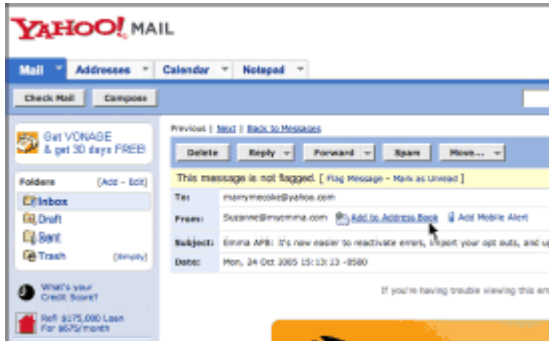 YAHOO! MAIL
Mail Addresses Calendar Notepad
Check Mail Compose
Previous | Next | Back to Messages
Get VONAGE
& get 30 days FREE!
Delete Reply Forward Spam Move...
This message is not flagged. [ Flag Message - Mark as Unread ]
Folders [Add - Edit]
To:
Inbox
From: Suzanne@myemma.com Add to Address Book Add Mobile Alert
Draft
Sent
Subject: Emma APB: It's now easier to reactivate errors, import your opt outs, and
Trash [Empty]
Date: Mon, 24 Oct 2005 15:13:13 -0500
What's your
Credit Score?
If you're having trouble viewing this
Refi $175,000 Loan
For $675/month